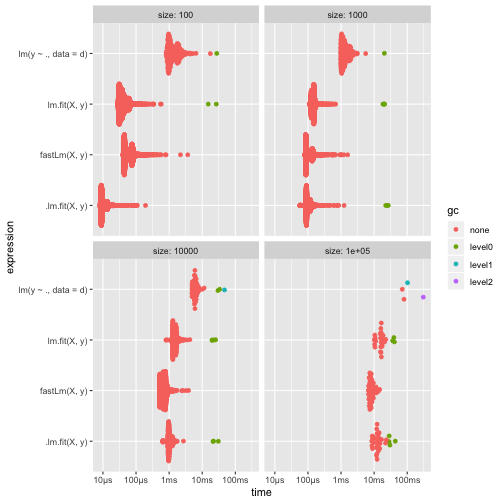 size: 100
size: 1000
lm(y ~ ., data = d)
lm.fit(X, y)
fastLm(X, y)
.lm.fit(X, y)
size: 10000
size: 1e+05
lm(y ~ ., data = d)
lm.fit(X, y)
fastLm(X, y)
.lm.fit(X, y)
expression
10µs 100µs 1ms 10ms 100ms
10µs 100µs 1ms 10ms 100ms
time
gc
none
level0
level1
level2